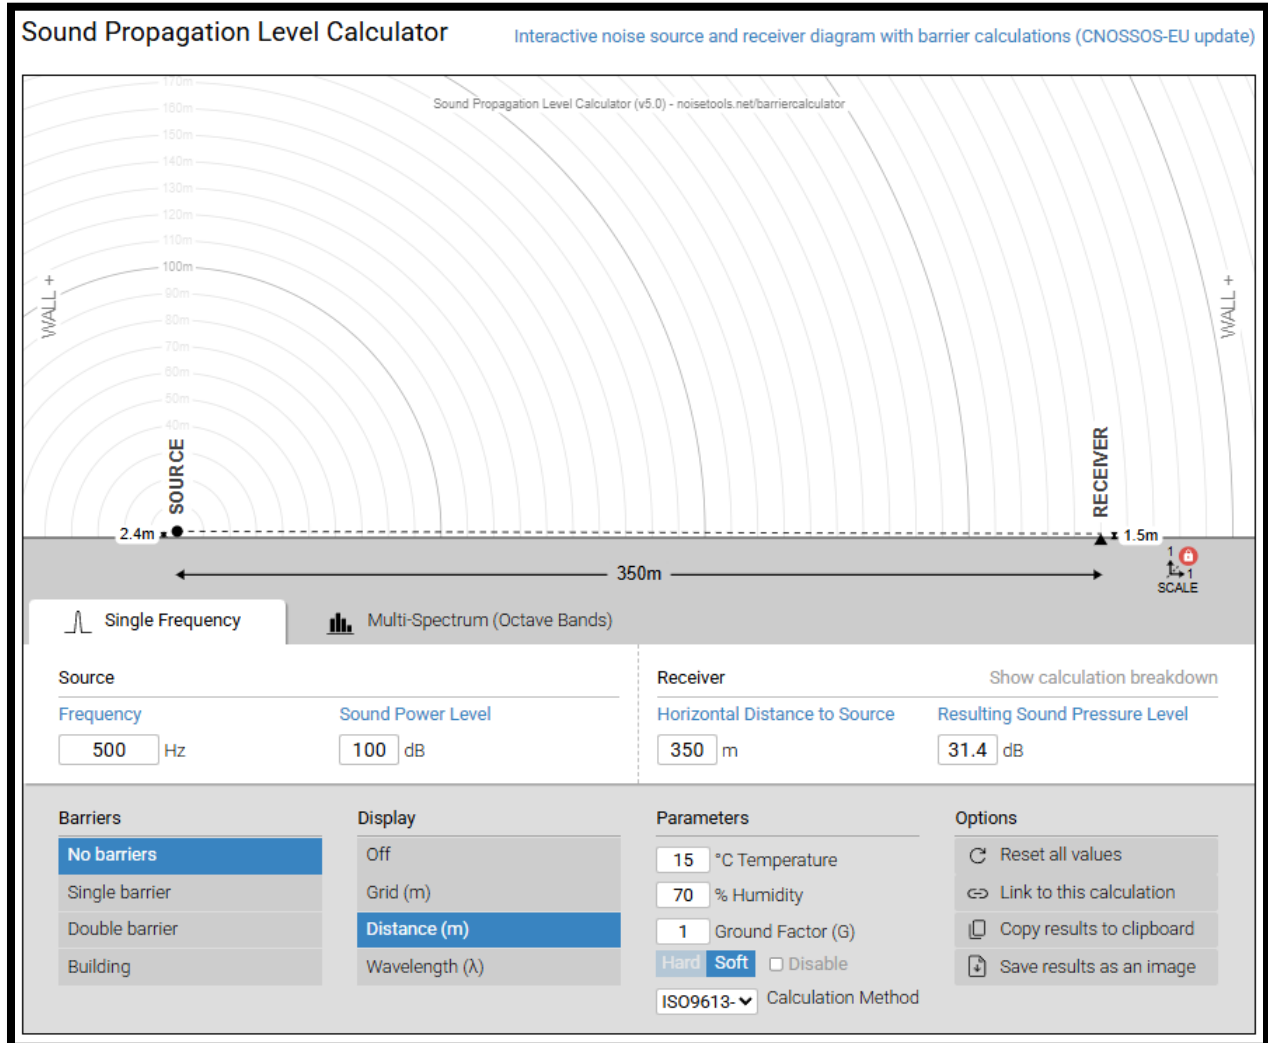 Sound Propagation Level Calculator
Interactive noise source and receiver diagram with barrier calculations (CNOSSOS-EU update)
170m
Sound Propagation Level Calculator (v5.0) - noisetools.net/barriercalculator
160m
150m
140m
130m
120m
110m
100m
WALL +
WALL +
90m
80m
70m
60m
50m
40m
SOURCE
RECEIVER
2.4m
1.5m
350m
1
1
SCALE
Single Frequency
Multi-Spectrum (Octave Bands)
Source
Receiver
Show calculation breakdown
Frequency
Sound Power Level
Horizontal Distance to Source
Resulting Sound Pressure Level
500 Hz
100 dB
350 m
31.4 dB
Barriers
Display
Parameters
Options
No barriers
Off
15 °C Temperature
Reset all values
Single barrier
Grid (m)
70 % Humidity
Link to this calculation
Double barrier
Distance (m)
1 Ground Factor (G)
Copy results to clipboard
Hard Soft Disable
Building
Wavelength (λ)
Save results as an image
ISO9613- Calculation Method